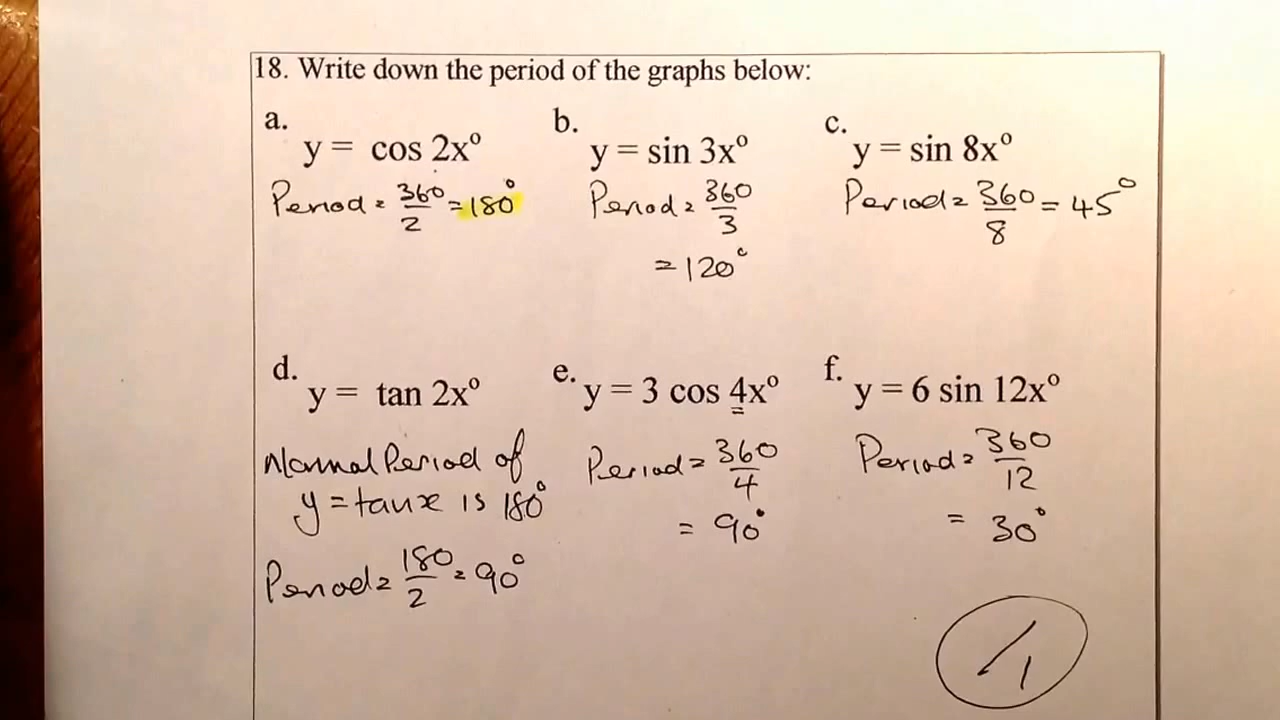 18. Write down the period of the graphs below:
a.
y = cos 2x°
Period = 360/2 = 180°
b.
y = sin 3x°
Period = 360/3
= 120°
c.
y = sin 8x°
Period = 360/8 = 45°
d.
y = tan 2x°
Normal Period of
y = tan x is 180°
Period = 180/2 = 90°
e.
y = 3 cos 4x°
Period = 360/4
= 90°
f.
y = 6 sin 12x°
Period = 360/12
= 30°